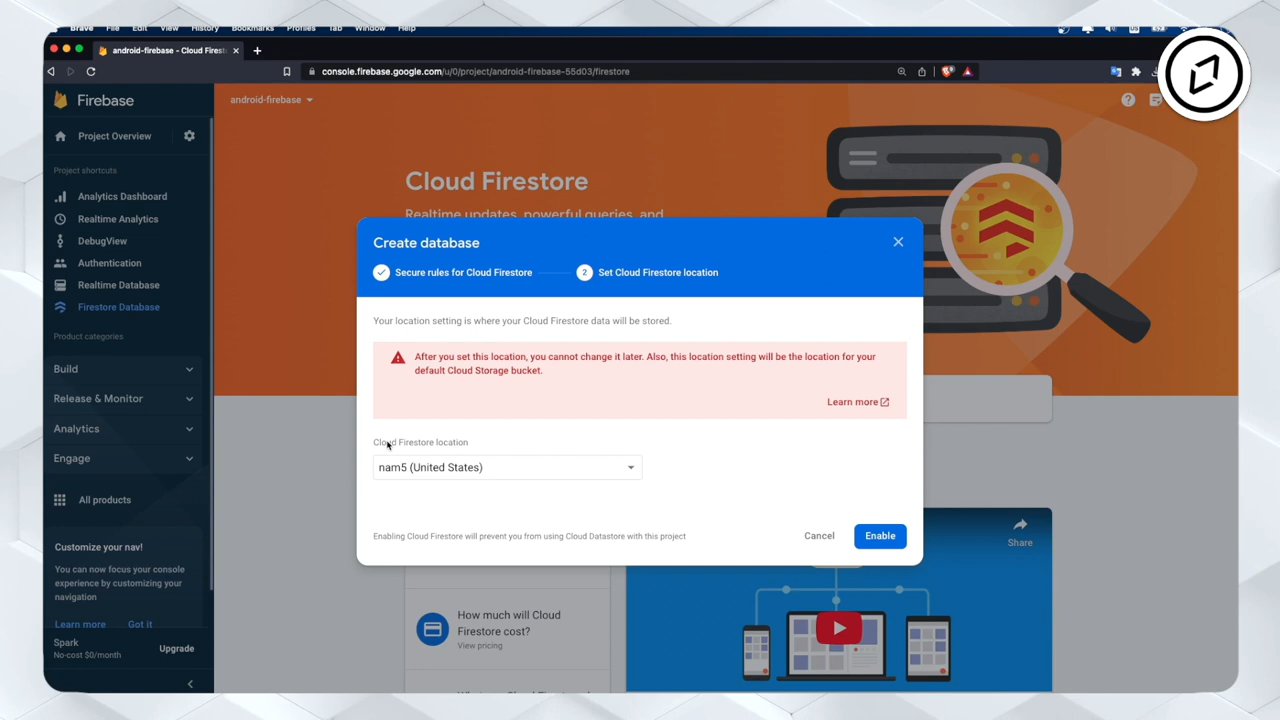 Brave File Edit View History Bookmarks Profiles Tab Window Help
android-firebase - Cloud Firest
console.firebase.google.com/u/0/project/android-firebase-55d03/firestore
Firebase
android-firebase
Project Overview
Project shortcuts
Analytics Dashboard
Realtime Analytics
DebugView
Authentication
Realtime Database
Firestore Database
Product categories
Build
Release & Monitor
Analytics
Engage
All products
Customize your nav!
You can now focus your console
experience by customizing your
navigation
Learn more Got it
Spark
No-cost $0/month
Upgrade
Cloud Firestore
Realtime updates, powerful queries, and
Create database
Secure rules for Cloud Firestore
2 Set Cloud Firestore location
Your location setting is where your Cloud Firestore data will be stored.
After you set this location, you cannot change it later. Also, this location setting will be the location for your
default Cloud Storage bucket.
Learn more
Cloud Firestore location
nam5 (United States)
Enabling Cloud Firestore will prevent you from using Cloud Datastore with this project
Cancel
Enable
Share
How much will Cloud
Firestore cost?
View pricing